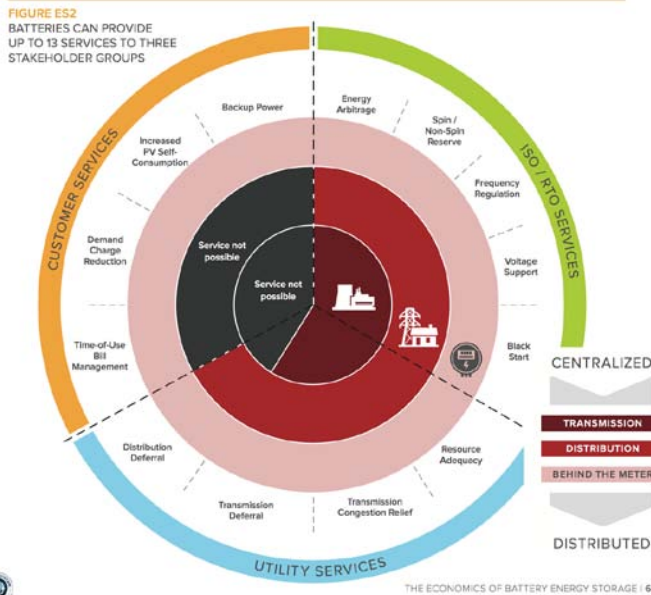 FIGURE ES2
BATTERIES CAN PROVIDE
UP TO 13 SERVICES TO THREE
STAKEHOLDER GROUPS
CUSTOMER SERVICES
ISO / RTO SERVICES
UTILITY SERVICES
Backup Power
Increased
PV Self-
Consumption
Demand
Charge
Reduction
Time-of-Use
Bill
Management
Energy
Arbitrage
Spin /
Non-Spin
Reserve
Frequency
Regulation
Voltage
Support
Black
Start
Distribution
Deferral
Transmission
Deferral
Transmission
Congestion Relief
Resource
Adequacy
Service not
possible
Service not
possible
CENTRALIZED
TRANSMISSION
DISTRIBUTION
BEHIND THE METER
DISTRIBUTED
THE ECONOMICS OF BATTERY ENERGY STORAGE | 6